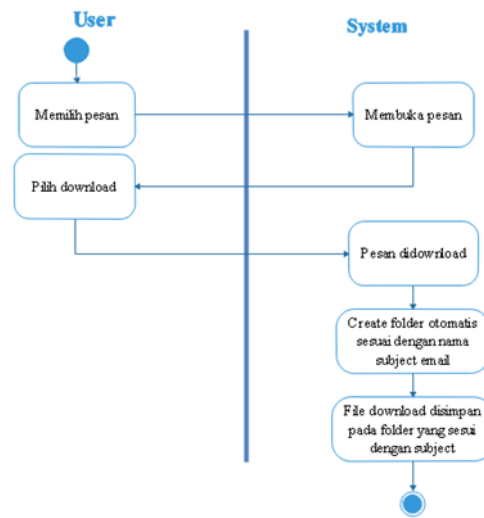 User
System
Memilih pesan
Membuka pesan
Pilih download
Pesan didownload
Create folder otomatis
sesuai dengan nama
subject email
File download disimpan
pada folder yang sesui
dengan subject